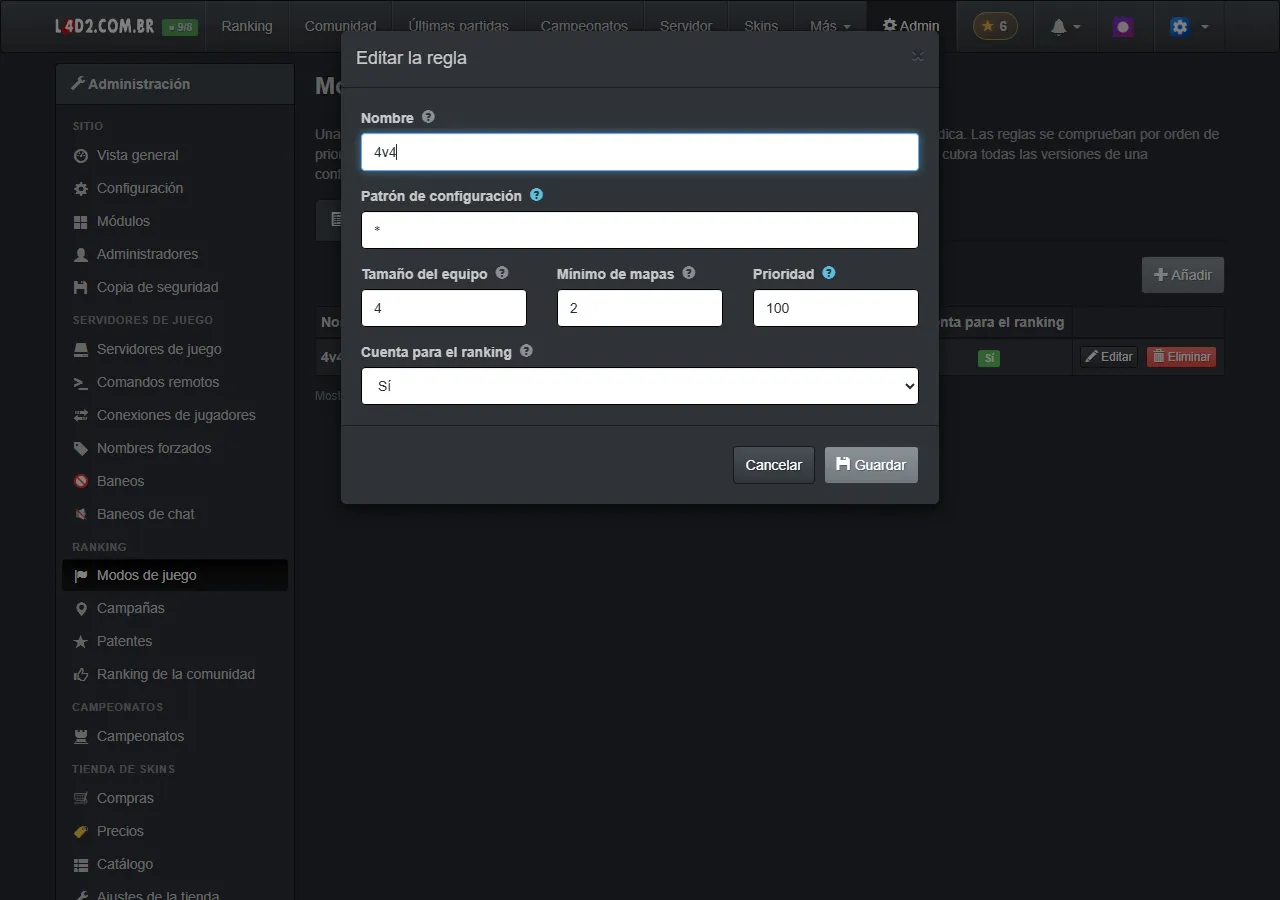 L4D2.COM.BR 9/8 Ranking Comunidad Últimas partidas Campeonatos Servidor Skins Más Admin 6
Administración
SITIO
Vista general
Configuración
Módulos
Administradores
Copia de seguridad
SERVIDORES DE JUEGO
Servidores de juego
Comandos remotos
Conexiones de jugadores
Nombres forzados
Baneos
Baneos de chat
RANKING
Modos de juego
Campañas
Patentes
Ranking de la comunidad
CAMPEONATOS
Campeonatos
TIENDA DE SKINS
Compras
Precios
Catálogo
Ajustes de la tienda
Editar la regla
Nombre
4v4
Patrón de configuración
*
Tamaño del equipo Mínimo de mapas Prioridad
4 2 100
Cuenta para el ranking
Sí
Cancelar Guardar
Una
dica. Las reglas se comprueban por orden de
cubra todas las versiones de una
Añadir
para el ranking
Sí Editar Eliminar